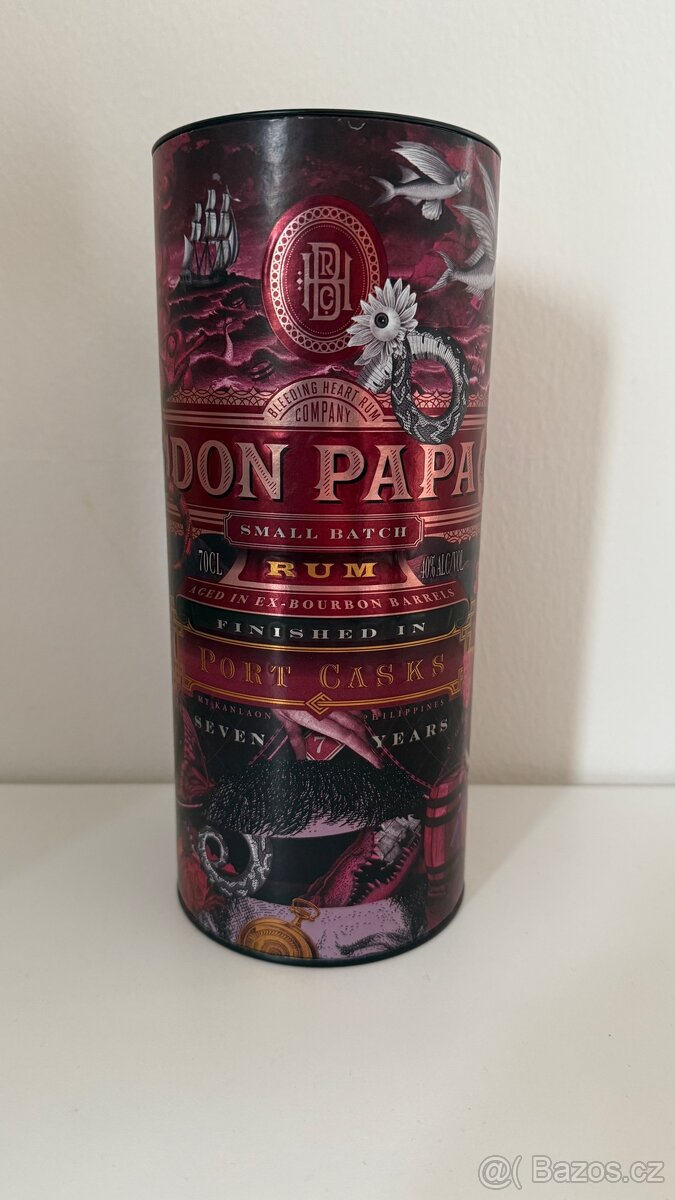 BHRDC
BLEEDING HEART RUM
COMPANY
DON PAPA
SMALL BATCH
70CL RUM 40% ALC/VOL
AGED IN EX-BOURBON BARRELS
FINISHED IN
PORT CASKS
MT KANLAON PHILIPPINES
SEVEN 7 YEARS
@( Bazos.cz